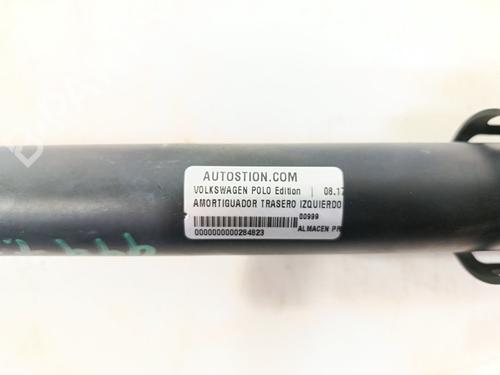 AUTOSTION.COM
VOLKSWAGEN POLO Edition | 08.17
AMORTIGUADOR TRASERO IZQUIERDO
00999
0000000000284823
ALMACEN PR